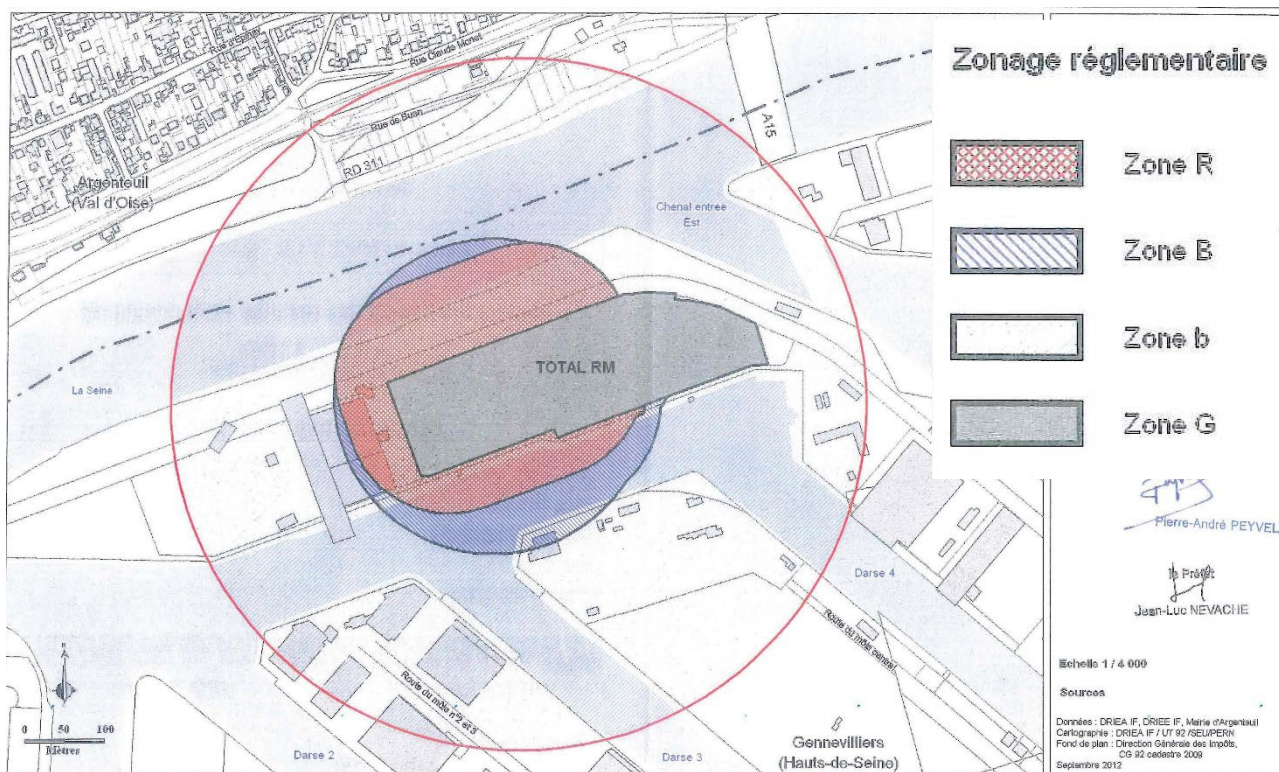 Rue d'Epinay
Rue Claude Monet
Rue de Buan
RD 311
A15
Argenteuil
(Val d'Oise)
Chenal entree
Est
La Seine
TOTAL RM
Darse 4
Route du môle central
Route du môle n°2 et 3
Darse 2
Darse 3
Gennevilliers
(Hauts-de-Seine)
0 50 100
Mètres
Zonage réglementaire
Zone R
Zone B
Zone b
Zone G
Pierre-André PEYVEL
le Préfet
Jean-Luc NEVACHE
Echelle 1 / 4 000
Sources
Données : DRIEA IF, DRIEE IF, Mairie d'Argenteuil
Cartographie : DRIEA IF / UT 92 /SEU/PERN
Fond de plan : Direction Générale des Impôts,
CG 92 cadastre 2009
Septembre 2012